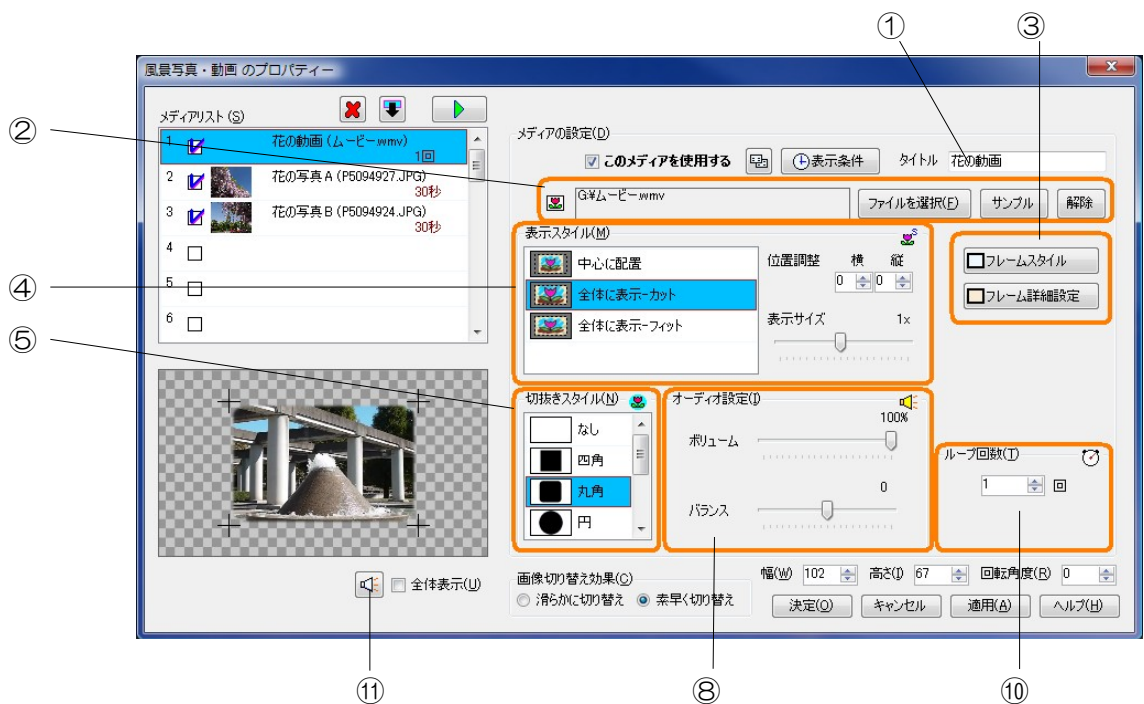 ① ③
風景写真・動画 のプロパティー
メディアリスト (S)
②
1 花の動画 (ムービー.wmv)
1回
2 花の写真 A (P5094927.JPG)
30秒
3 花の写真 B (P5094924.JPG)
30秒
4
5
6
メディアの設定(D)
このメディアを使用する 表示条件 タイトル 花の動画
G:¥ムービー.wmv ファイルを選択(F) サンプル 解除
表示スタイル(M)
S
中心に配置
全体に表示-カット
全体に表示-フィット
位置調整 横 縦
0 0
表示サイズ 1x
フレームスタイル
フレーム詳細設定
④
⑤
切抜きスタイル(N)
なし
四角
丸角
円
オーディオ設定(I)
100%
ボリューム
0
バランス
ループ回数(T)
1 回
全体表示(U)
画像切り替え効果(C)
滑らかに切り替え 素早く切り替え
幅(W) 102 高さ(I) 67 回転角度(R) 0
決定(O) キャンセル 適用(A) ヘルプ(H)
⑪ ⑧ ⑩